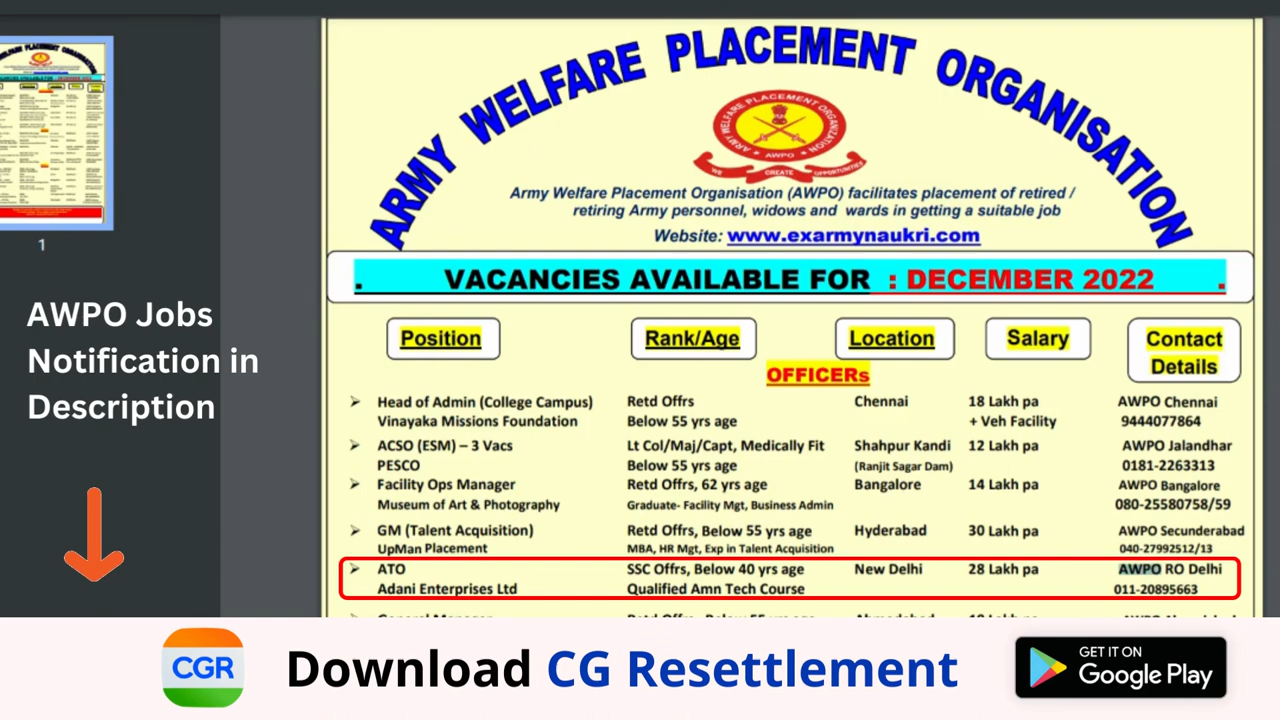 ARMY WELFARE PLACEMENT ORGANISATION
ARMY WELFARE PLACEMENT ORGANIZATION
AWPO
WE CREATE OPPORTUNITIES
Army Welfare Placement Organisation (AWPO) facilitates placement of retired /
retiring Army personnel, widows and wards in getting a suitable job
Website: www.exarmynaukri.com
. VACANCIES AVAILABLE FOR : DECEMBER 2022 .
1
AWPO Jobs
Notification in
Description
Position Rank/Age Location Salary Contact Details
OFFICERs
Head of Admin (College Campus) Retd Offrs Chennai 18 Lakh pa AWPO Chennai
Vinayaka Missions Foundation Below 55 yrs age + Veh Facility 9444077864
ACSO (ESM) – 3 Vacs Lt Col/Maj/Capt, Medically Fit Shahpur Kandi 12 Lakh pa AWPO Jalandhar
PESCO Below 55 yrs age (Ranjit Sagar Dam) 0181-2263313
Facility Ops Manager Retd Offrs, 62 yrs age Bangalore 14 Lakh pa AWPO Bangalore
Museum of Art & Photography Graduate- Facility Mgt, Business Admin 080-25580758/59
GM (Talent Acquisition) Retd Offrs, Below 55 yrs age Hyderabad 30 Lakh pa AWPO Secunderabad
UpMan Placement MBA, HR Mgt, Exp in Talent Acquisition 040-27992512/13
ATO SSC Offrs, Below 40 yrs age New Delhi 28 Lakh pa AWPO RO Delhi
Adani Enterprises Ltd Qualified Amn Tech Course 011-20895663
CGR
Download CG Resettlement
GET IT ON
Google Play